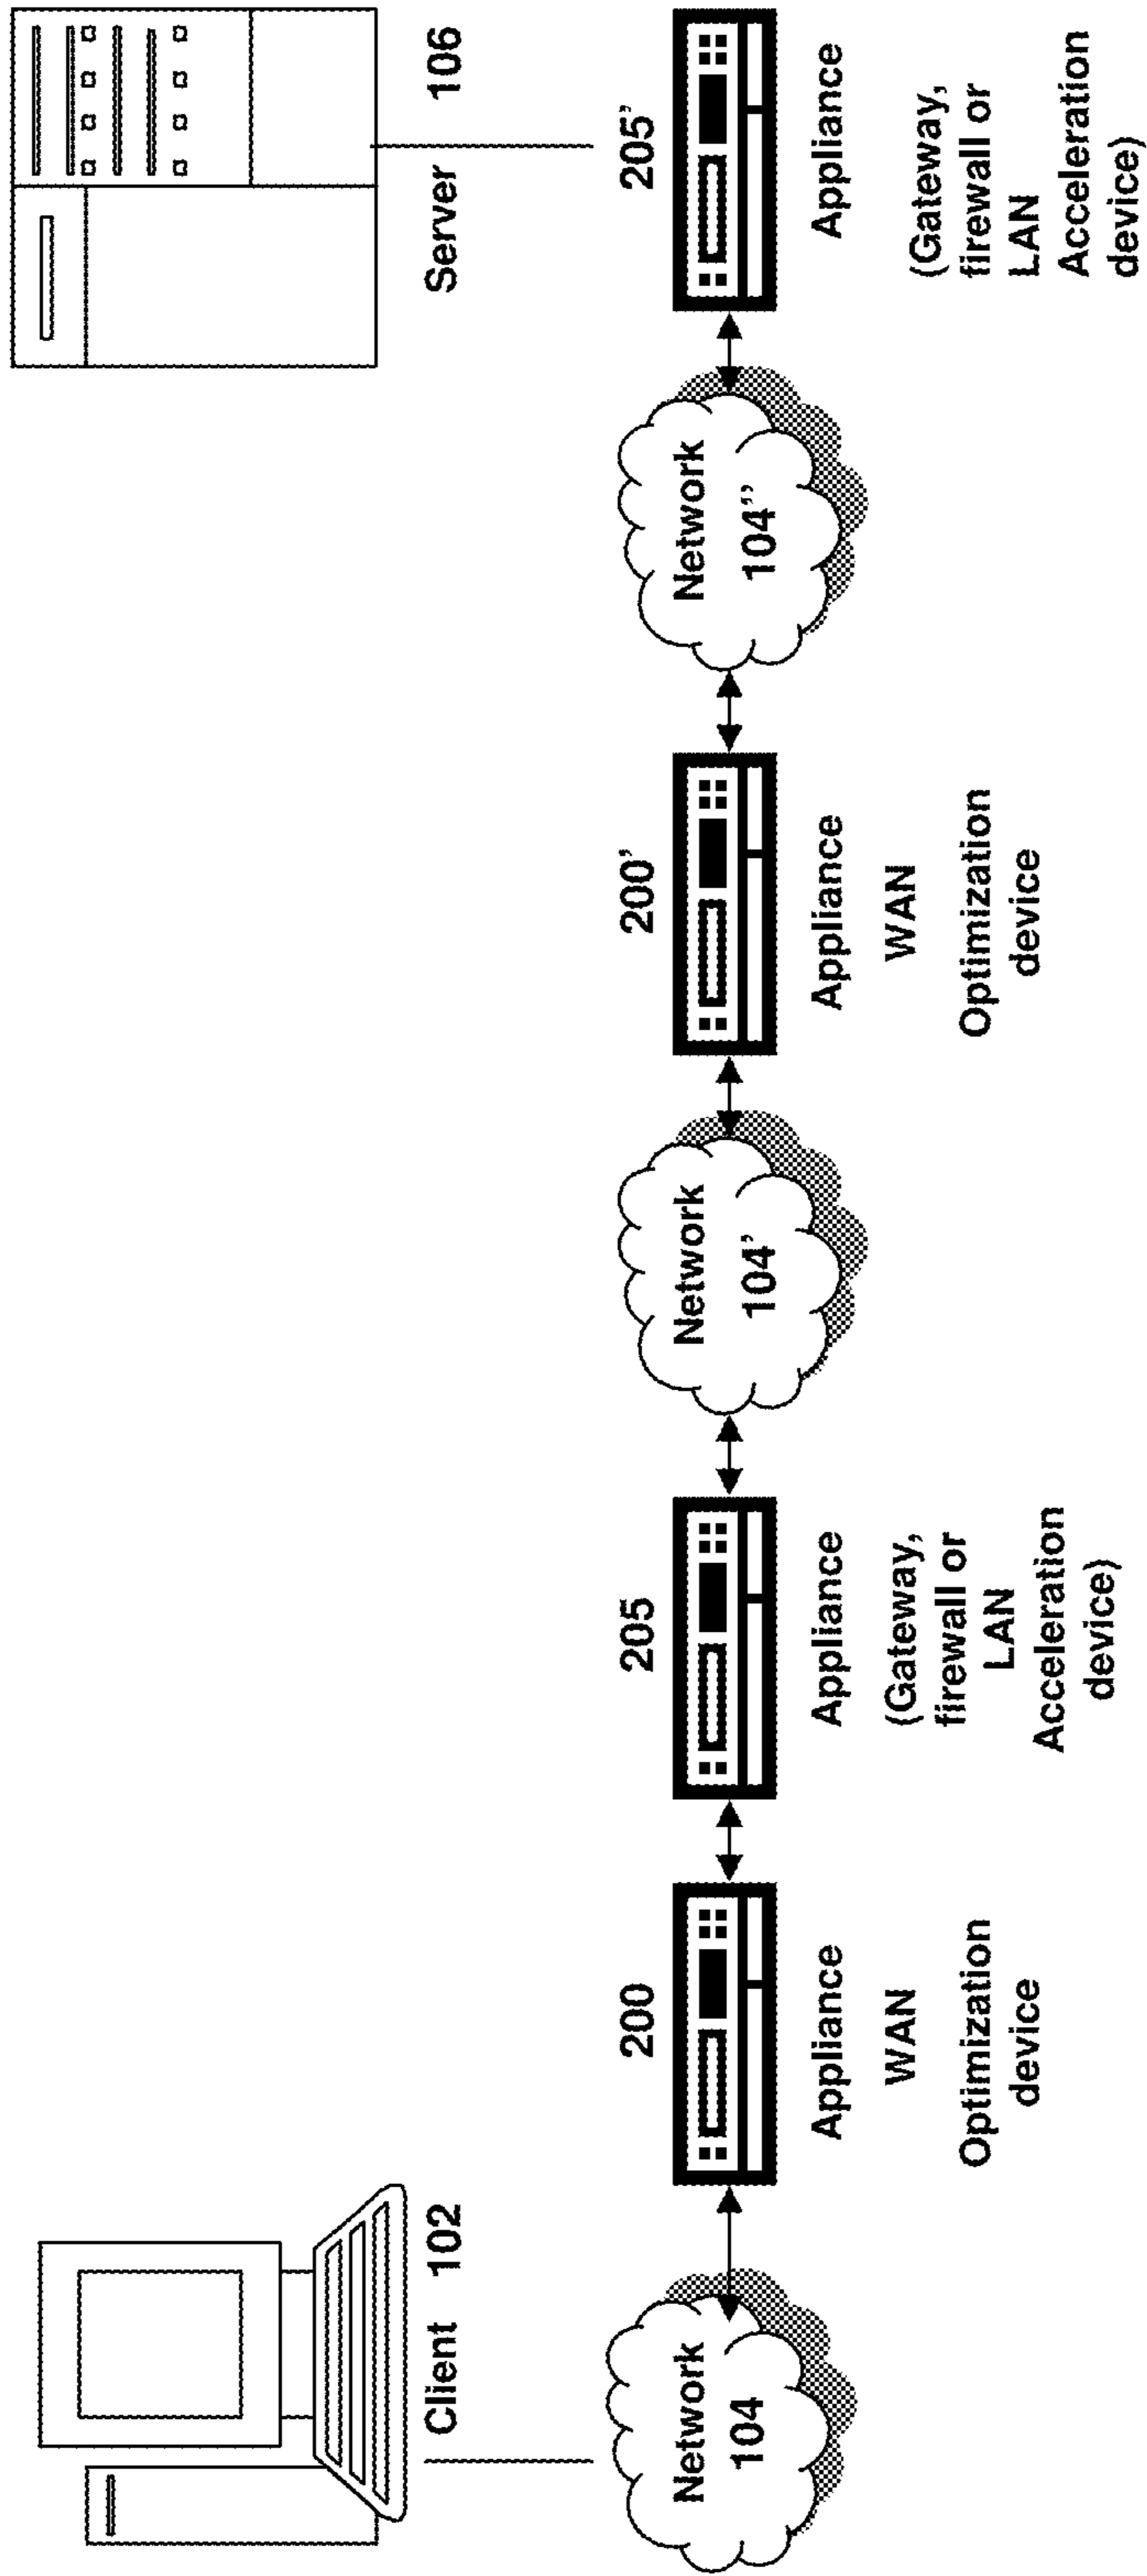 Client 102
Server 106
Network
104
200
Appliance
WAN
Optimization
device
205
Appliance
(Gateway,
firewall or
LAN
Acceleration
device)
Network
104'
200'
Appliance
WAN
Optimization
device
Network
104''
205'
Appliance
(Gateway,
firewall or
LAN
Acceleration
device)